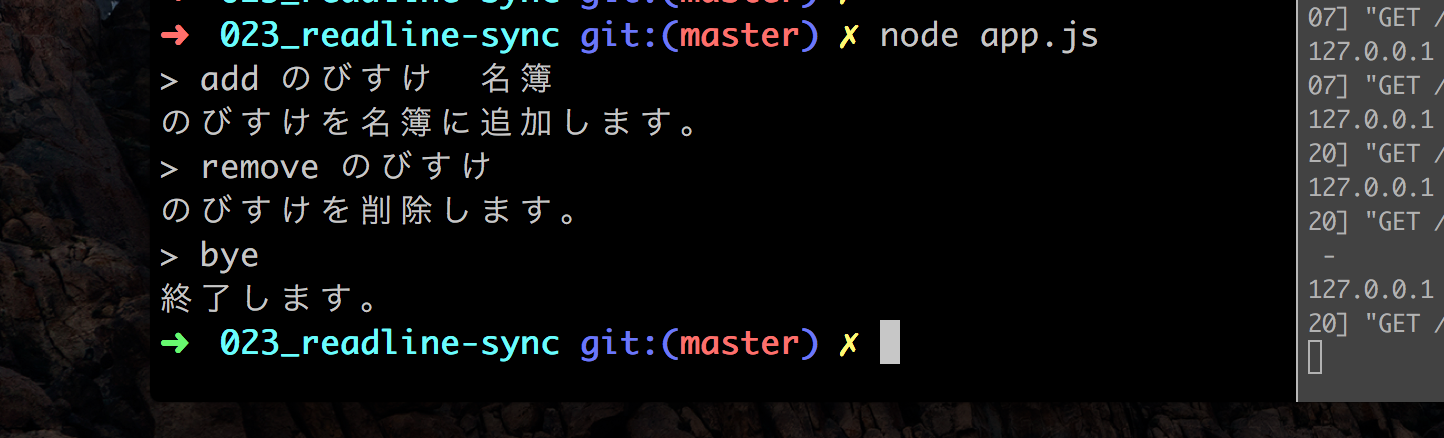 ➜ 023_readline-sync git:(master) ✗ node app.js
> add のびすけ　名簿
のびすけを名簿に追加します。
> remove のびすけ
のびすけを削除します。
> bye
終了します。
➜ 023_readline-sync git:(master) ✗
07] "GET /
127.0.0.1
07] "GET /
127.0.0.1
20] "GET /
127.0.0.1
20] "GET /
-
127.0.0.1
20] "GET /